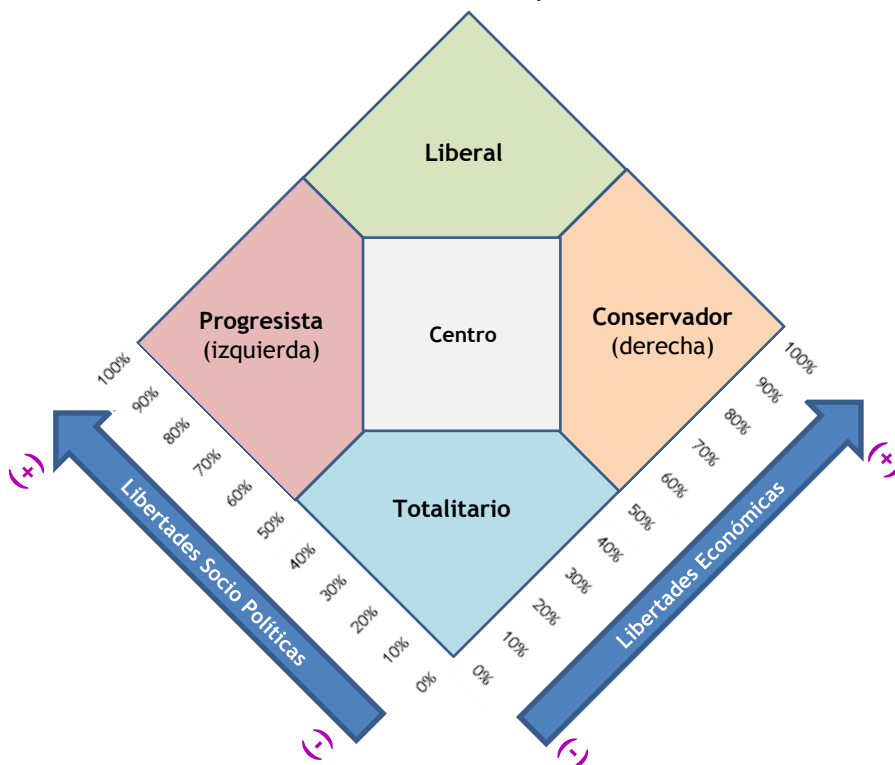 Liberal
Progresista
(izquierda)
Centro
Conservador
(derecha)
Totalitario
100%
90%
80%
70%
60%
50%
40%
30%
20%
10%
0%
100%
90%
80%
70%
60%
50%
40%
30%
20%
10%
0%
(+)
Libertades Socio Políticas
(-)
(+)
Libertades Económicas
(-)